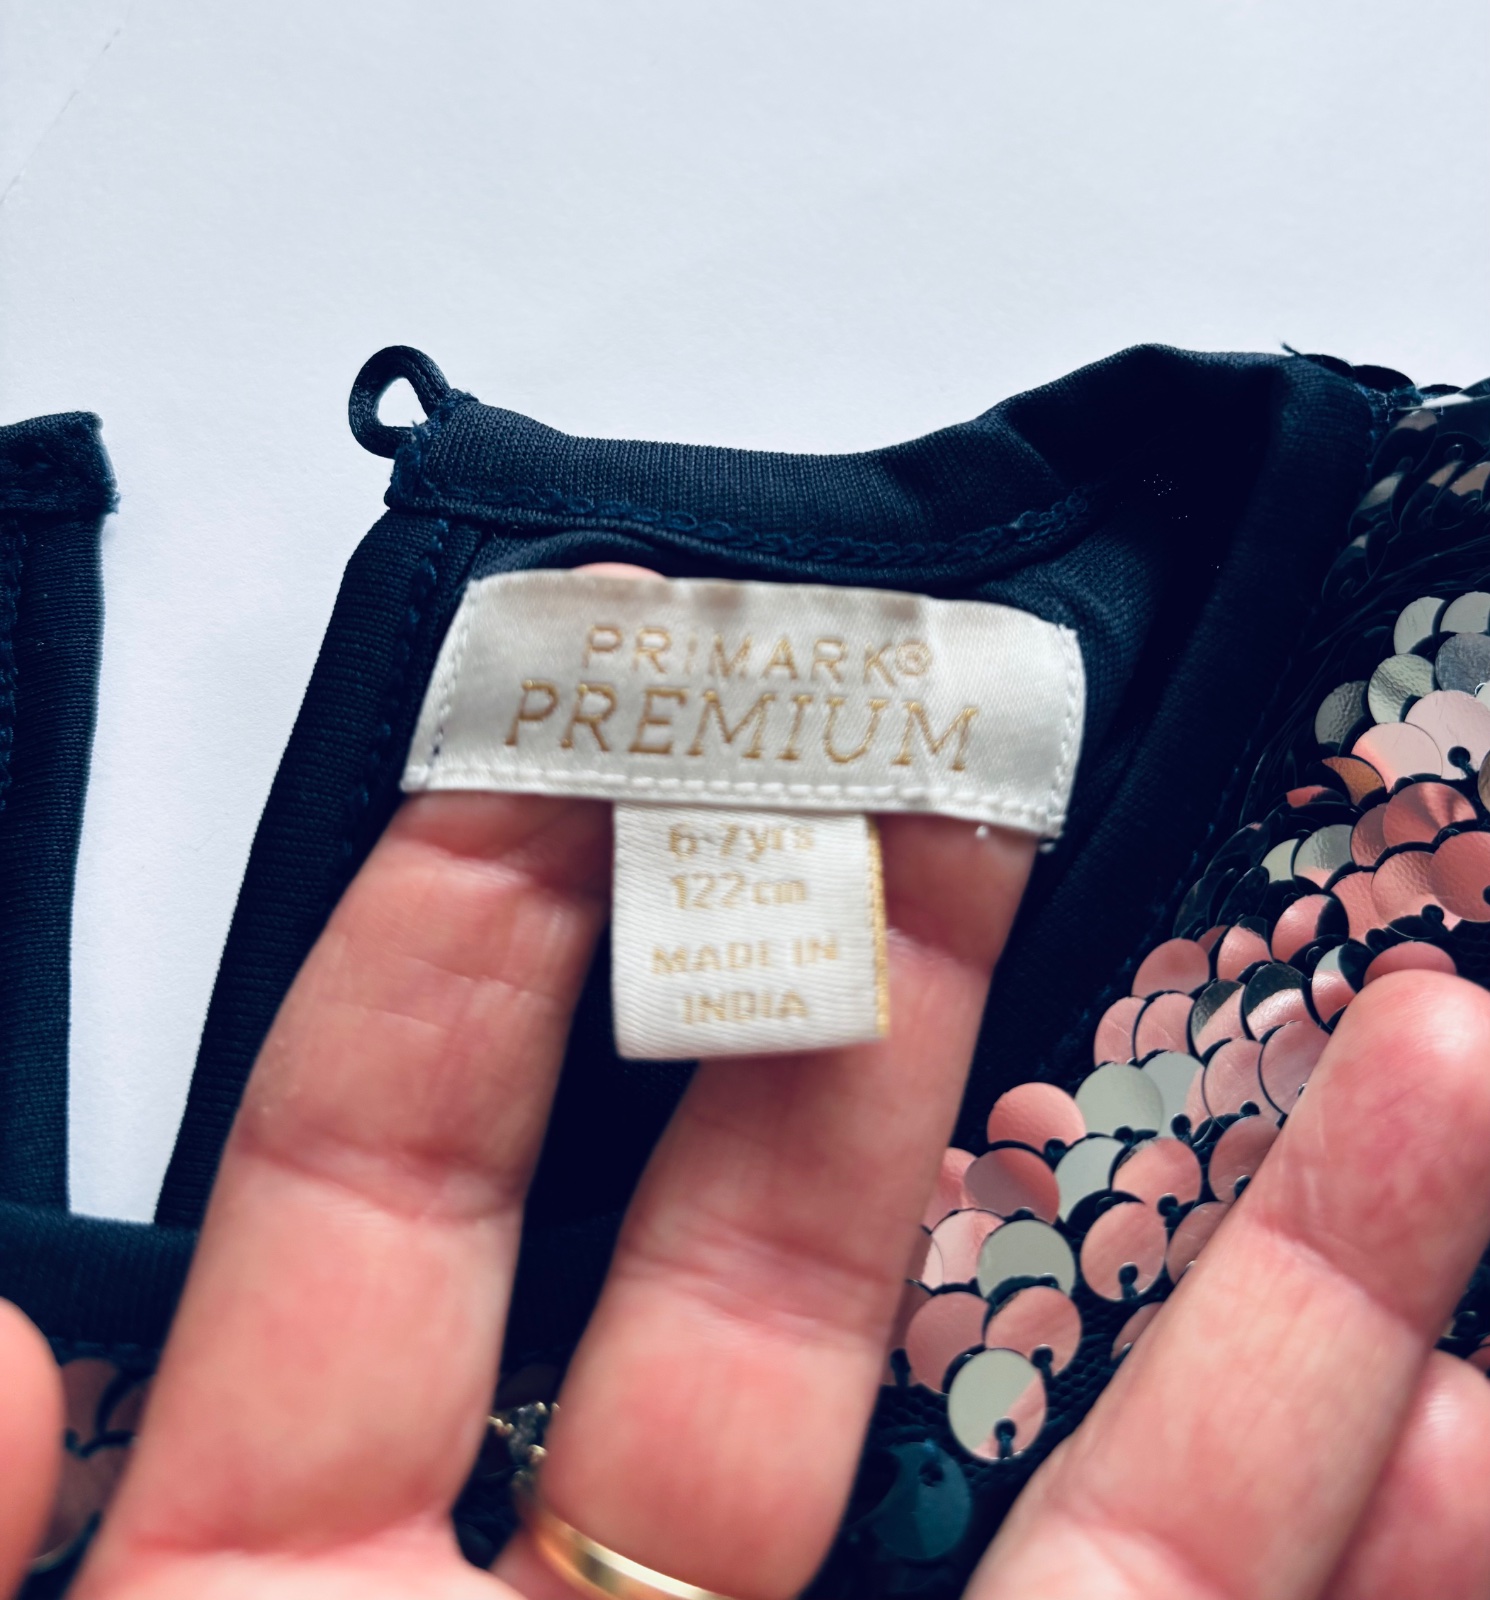 PRIMARK®
PREMIUM
6-7yrs
122cm
MADE IN
INDIA